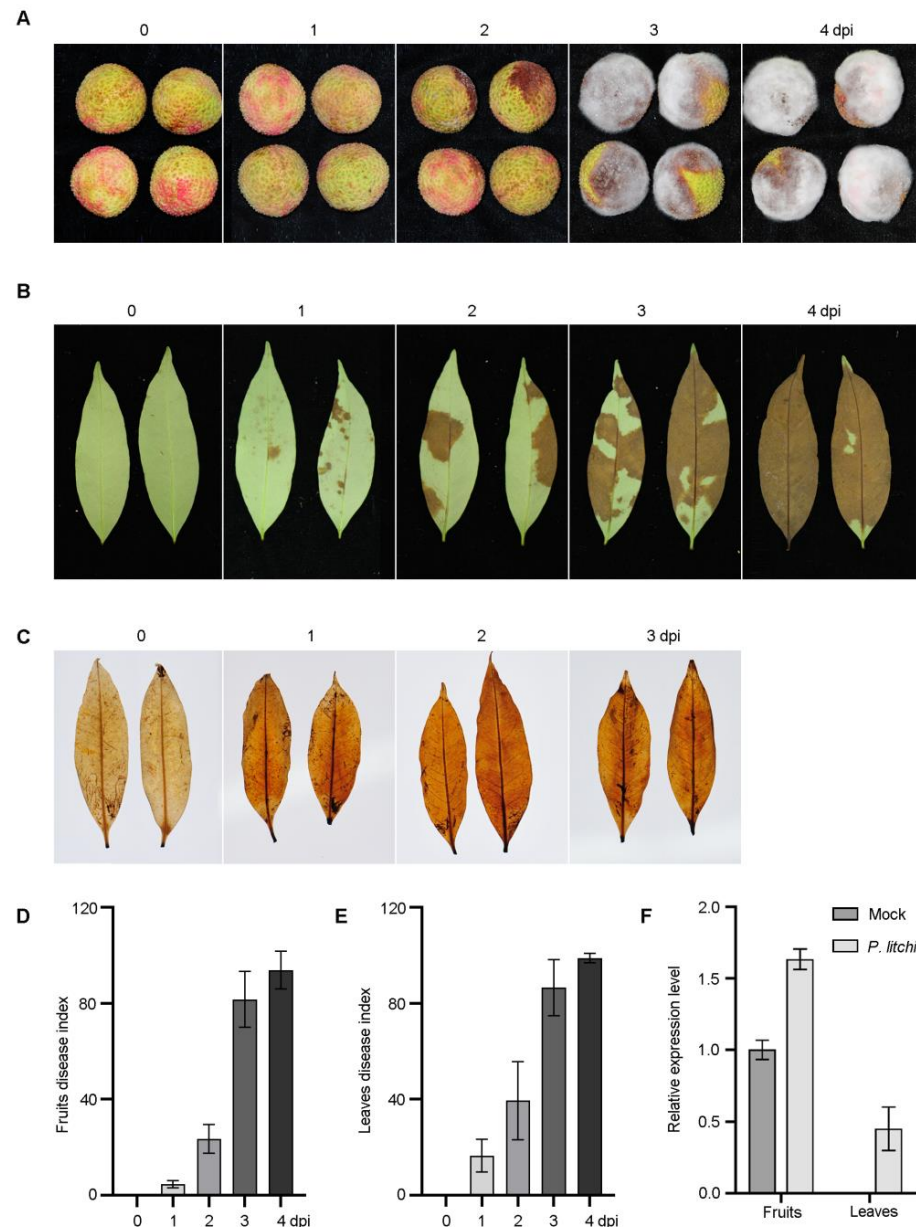 A
0 1 2 3 4 dpi
B
0 1 2 3 4 dpi
C
0 1 2 3 dpi
D
120
80
40
0
Fruits disease index
0 1 2 3 4 dpi
E
120
80
40
0
Leaves disease index
0 1 2 3 4 dpi
F
2.0
1.5
1.0
0.5
0.0
Relative expression level
Mock
P. litchi
Fruits Leaves